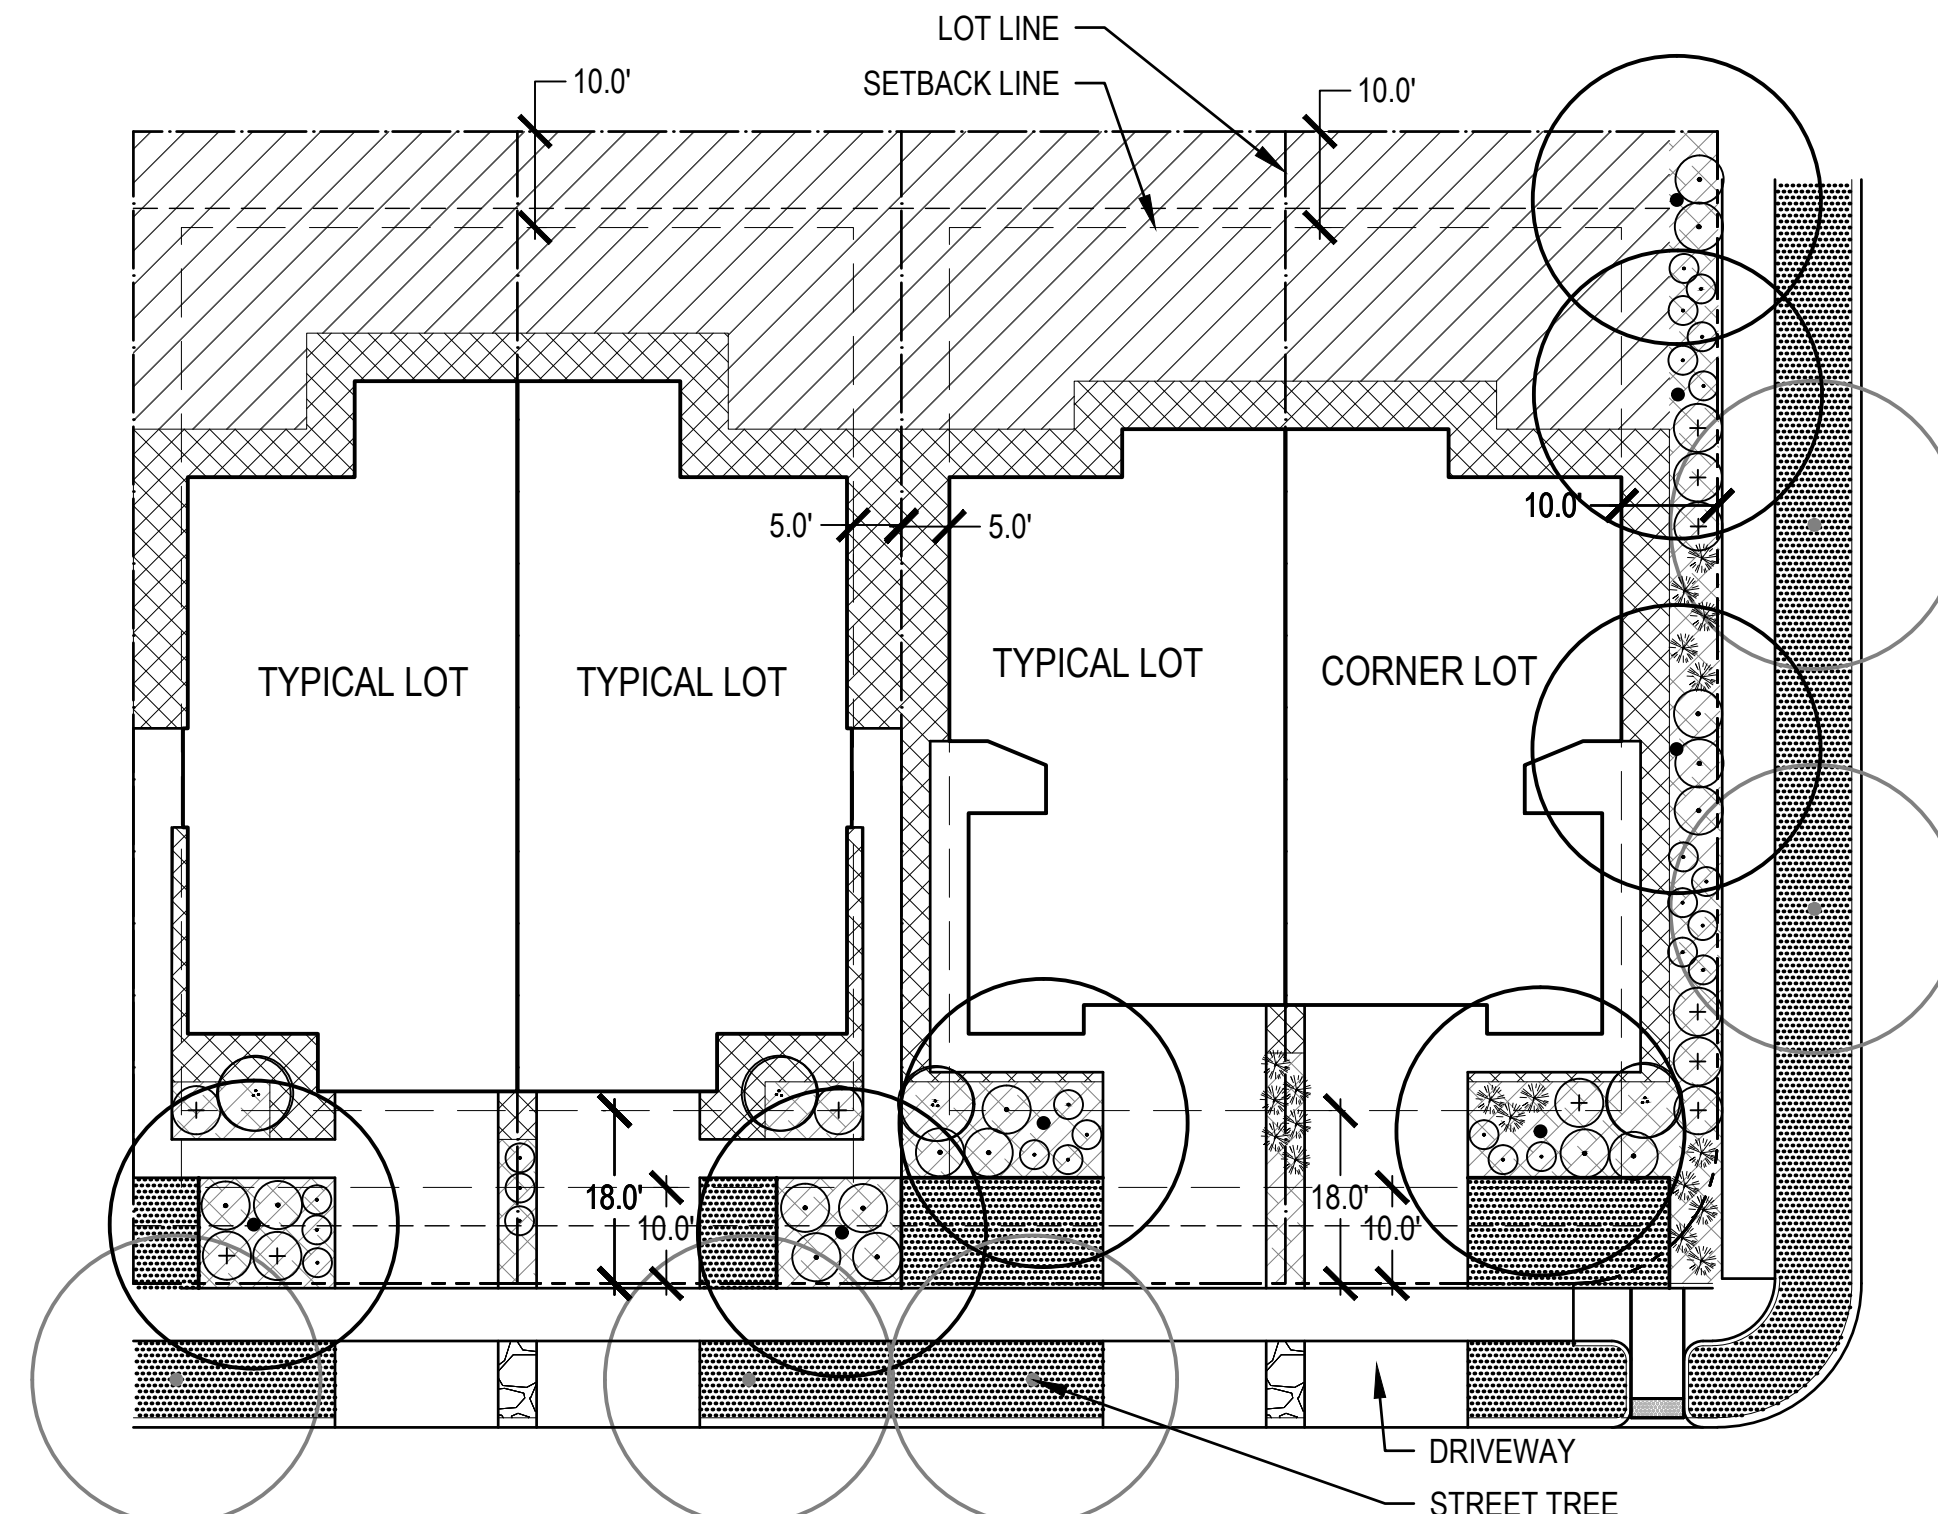 LOT LINE
SETBACK LINE
10.0'
10.0'
5.0'
5.0'
10.0'
TYPICAL LOT
TYPICAL LOT
TYPICAL LOT
CORNER LOT
18.0'
10.0'
18.0'
10.0'
DRIVEWAY
STREET TREE